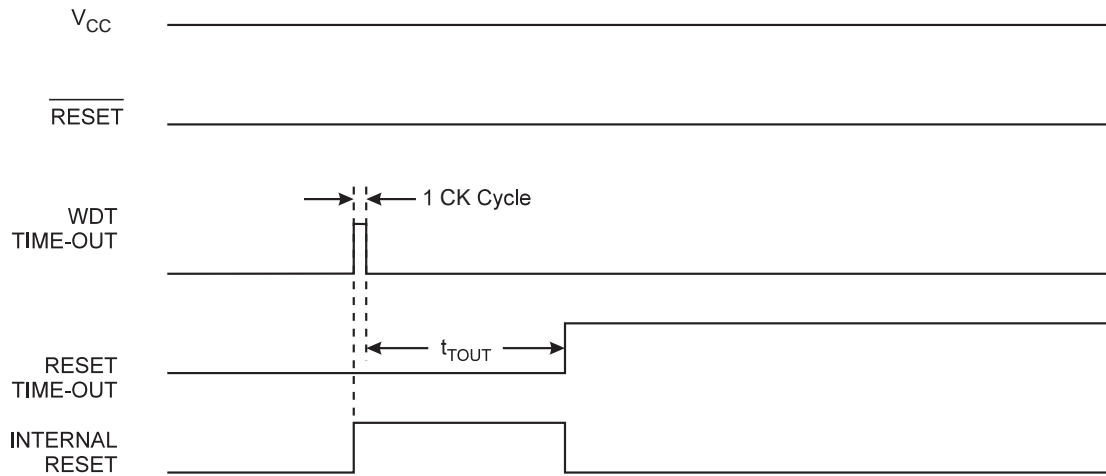 VCC
RESET
1 CK Cycle
WDT
TIME-OUT
tTOUT
RESET
TIME-OUT
INTERNAL
RESET